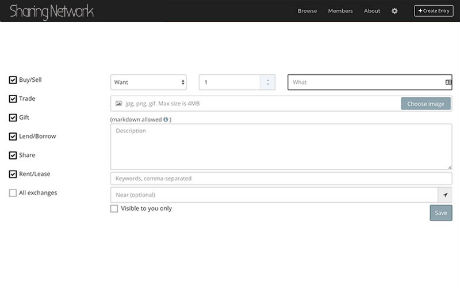 Sharing Network
Browse Members About + Create Entry
Buy/Sell
Trade
Gift
Lend/Borrow
Share
Rent/Lease
All exchanges
Want 1 What
jpg, png, gif. Max size is 4MB Choose image
(markdown allowed )
Description
Keywords, comma-separated
Near (optional)
Visible to you only
Save